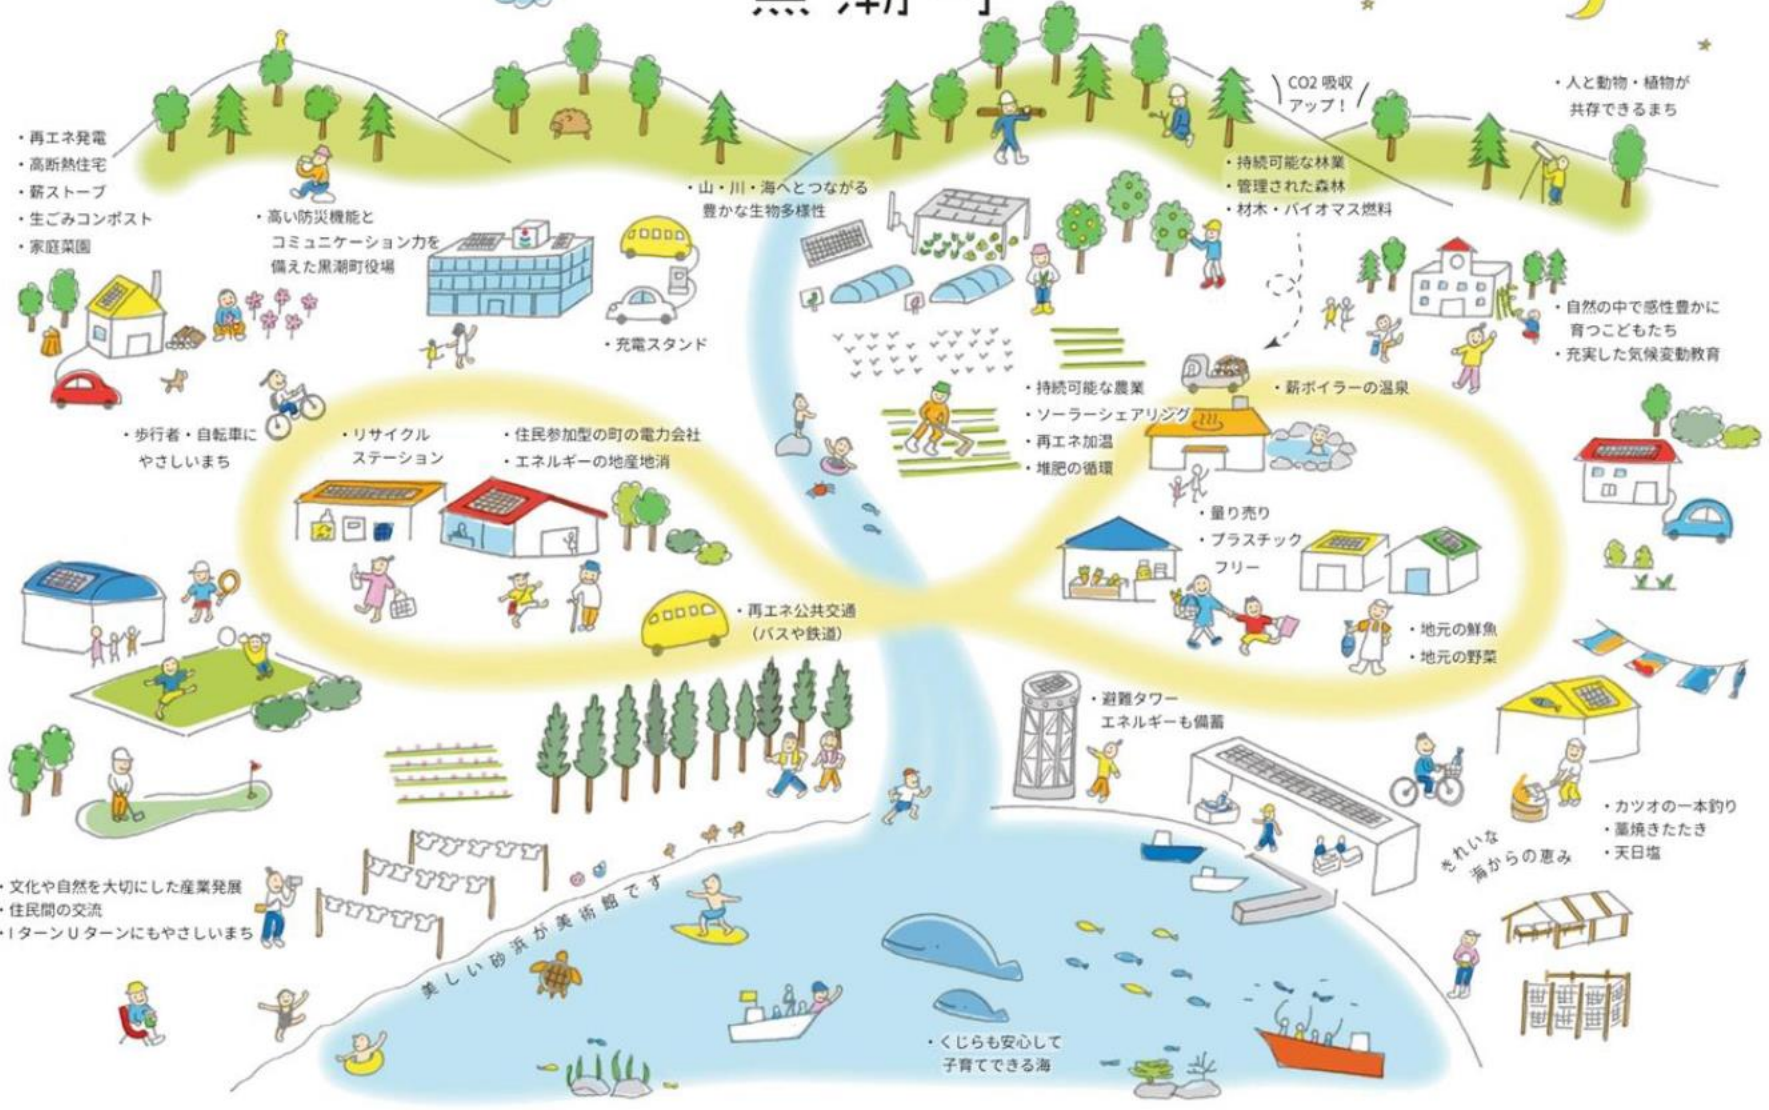 黒潮町
CO2 吸収
アップ！
・人と動物・植物が
共存できるまち
・再エネ発電
・高断熱住宅
・薪ストーブ
・生ごみコンポスト
・家庭菜園
・高い防災機能と
コミュニケーション力を
備えた黒潮町役場
・山・川・海へとつながる
豊かな生物多様性
・持続可能な林業
・管理された森林
・材木・バイオマス燃料
・充電スタンド
・自然の中で感性豊かに
育つこどもたち
・充実した気候変動教育
・持続可能な農業
・ソーラーシェアリング
・再エネ加温
・堆肥の循環
・薪ボイラーの温泉
・歩行者・自転車に
やさしいまち
・リサイクル
ステーション
・住民参加型の町の電力会社
・エネルギーの地産地消
・量り売り
・プラスチック
フリー
・再エネ公共交通
（バスや鉄道）
・地元の鮮魚
・地元の野菜
・避難タワー
エネルギーも備蓄
・カツオの一本釣り
・藁焼きたたき
・天日塩
きれいな
海からの恵み
・文化や自然を大切にした産業発展
・住民間の交流
・IターンUターンにもやさしいまち
美しい砂浜が美術館です
・くじらも安心して
子育てできる海